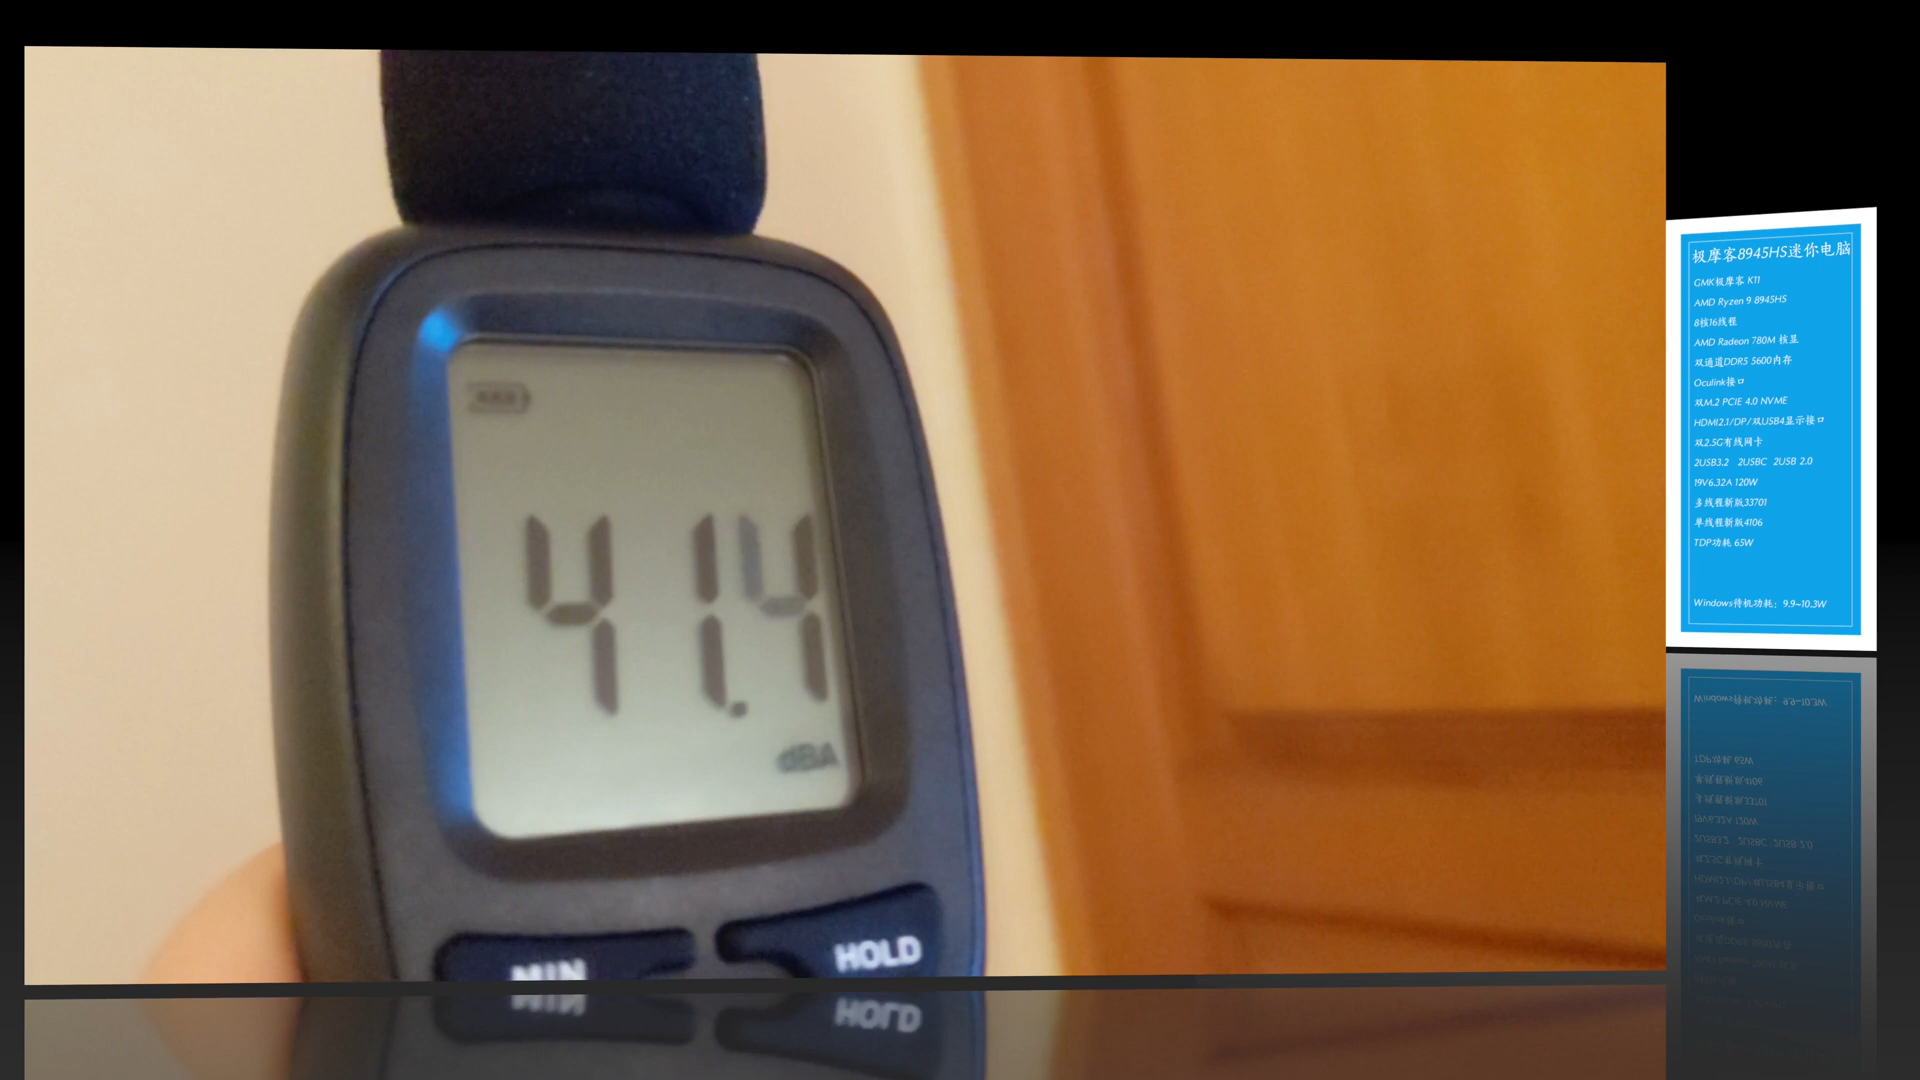 41.4
dBA
MIN
HOLD
极摩客8945HS迷你电脑
GMK极摩客 K11
AMD Ryzen 9 8945HS
8核16线程
AMD Radeon 780M 核显
双通道DDR5 5600内存
Oculink接口
双M.2 PCIE 4.0 NVME
HDMI2.1/DP/双USB4显示接口
双2.5G有线网卡
2USB3.2 2USBC 2USB 2.0
19V6.32A 120W
多线程新版33701
单线程新版4106
TDP功耗 65W
Windows待机功耗：9.9~10.3W